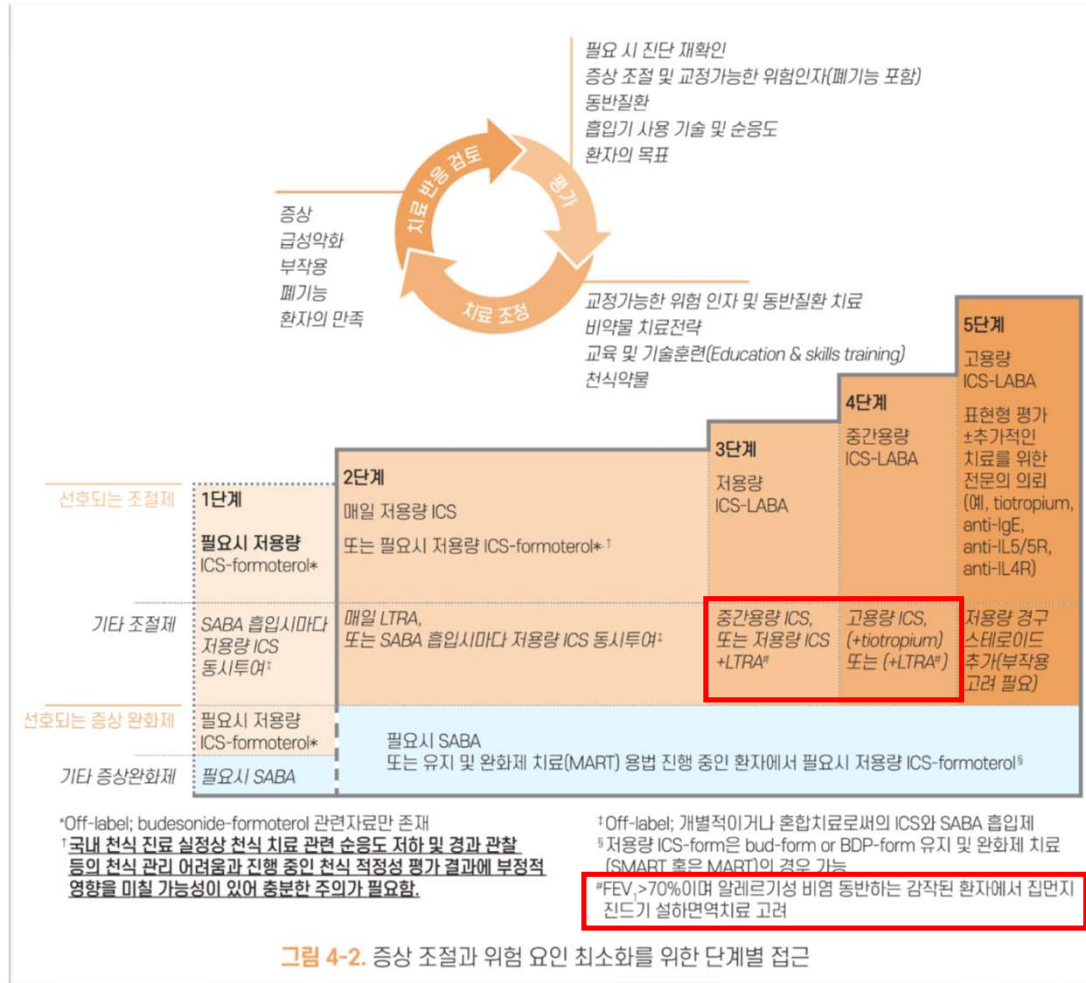 필요 시 진단 재확인
증상 조절 및 교정가능한 위험인자(폐기능 포함)
동반질환
흡입기 사용 기술 및 순응도
환자의 목표
치료 반응 검토
평가
치료 조정
증상
급성악화
부작용
폐기능
환자의 만족
교정가능한 위험 인자 및 동반질환 치료
비약물 치료전략
교육 및 기술훈련(Education & skills training)
천식약물
선호되는 조절제
1단계
필요시 저용량
ICS-formoterol*
2단계
매일 저용량 ICS
또는 필요시 저용량 ICS-formoterol*,†
3단계
저용량
ICS-LABA
4단계
중간용량
ICS-LABA
5단계
고용량
ICS-LABA
표현형 평가
±추가적인
치료를 위한
전문의 의뢰
(예, tiotropium,
anti-IgE,
anti-IL5/5R,
anti-IL4R)
기타 조절제
SABA 흡입시마다
저용량 ICS
동시투여‡
매일 LTRA,
또는 SABA 흡입시마다 저용량 ICS 동시투여‡
중간용량 ICS,
또는 저용량 ICS
+LTRA#
고용량 ICS,
(+tiotropium)
또는 (+LTRA#)
저용량 경구
스테로이드
추가(부작용
고려 필요)
선호되는 증상 완화제
필요시 저용량
ICS-formoterol*
기타 증상완화제
필요시 SABA
필요시 SABA
또는 유지 및 완화제 치료(MART) 용법 진행 중인 환자에서 필요시 저용량 ICS-formoterol§
*Off-label; budesonide-formoterol 관련자료만 존재
†국내 천식 진료 실정상 천식 치료 관련 순응도 저하 및 경과 관찰
등의 천식 관리 어려움과 진행 중인 천식 적정성 평가 결과에 부정적
영향을 미칠 가능성이 있어 충분한 주의가 필요함.
‡Off-label; 개별적이거나 혼합치료로써의 ICS와 SABA 흡입제
§저용량 ICS-form은 bud-form or BDP-form 유지 및 완화제 치료
(SMART 혹은 MART)의 경우 가능
#FEV1>70%이며 알레르기성 비염 동반하는 감작된 환자에서 집먼지
진드기 설하면역치료 고려
그림 4-2. 증상 조절과 위험 요인 최소화를 위한 단계별 접근